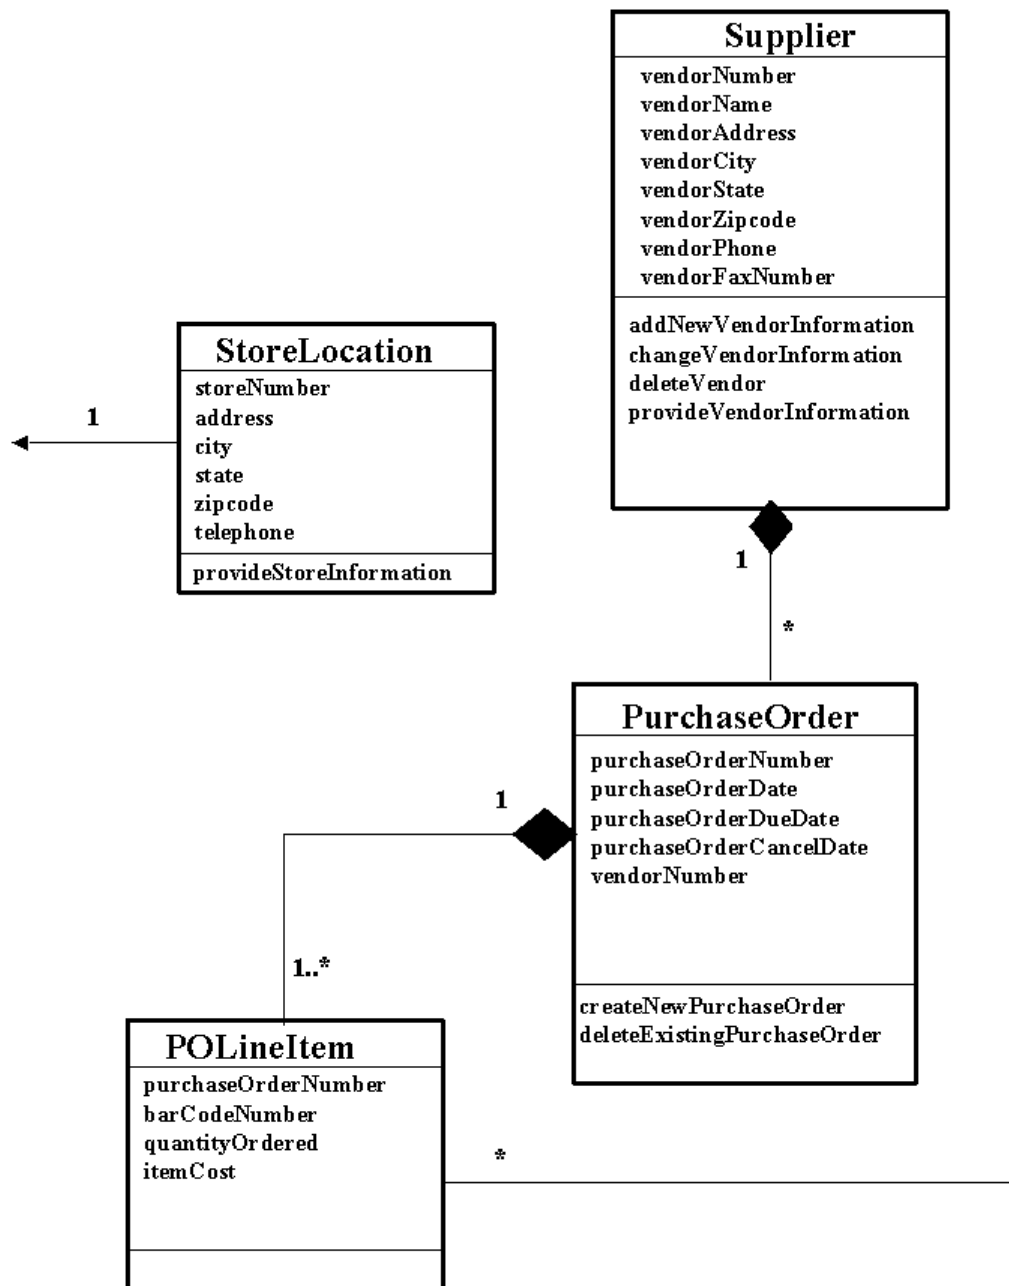 Supplier
vendorNumber
vendorName
vendorAddress
vendorCity
vendorState
vendorZipcode
vendorPhone
vendorFaxNumber
addNewVendorInformation
changeVendorInformation
deleteVendor
provideVendorInformation
StoreLocation
storeNumber
address
city
state
zipcode
telephone
provideStoreInformation
1
1
*
PurchaseOrder
purchaseOrderNumber
purchaseOrderDate
purchaseOrderDueDate
purchaseOrderCancelDate
vendorNumber
createNewPurchaseOrder
deleteExistingPurchaseOrder
1
1..*
POLineItem
purchaseOrderNumber
barCodeNumber
quantityOrdered
itemCost
*